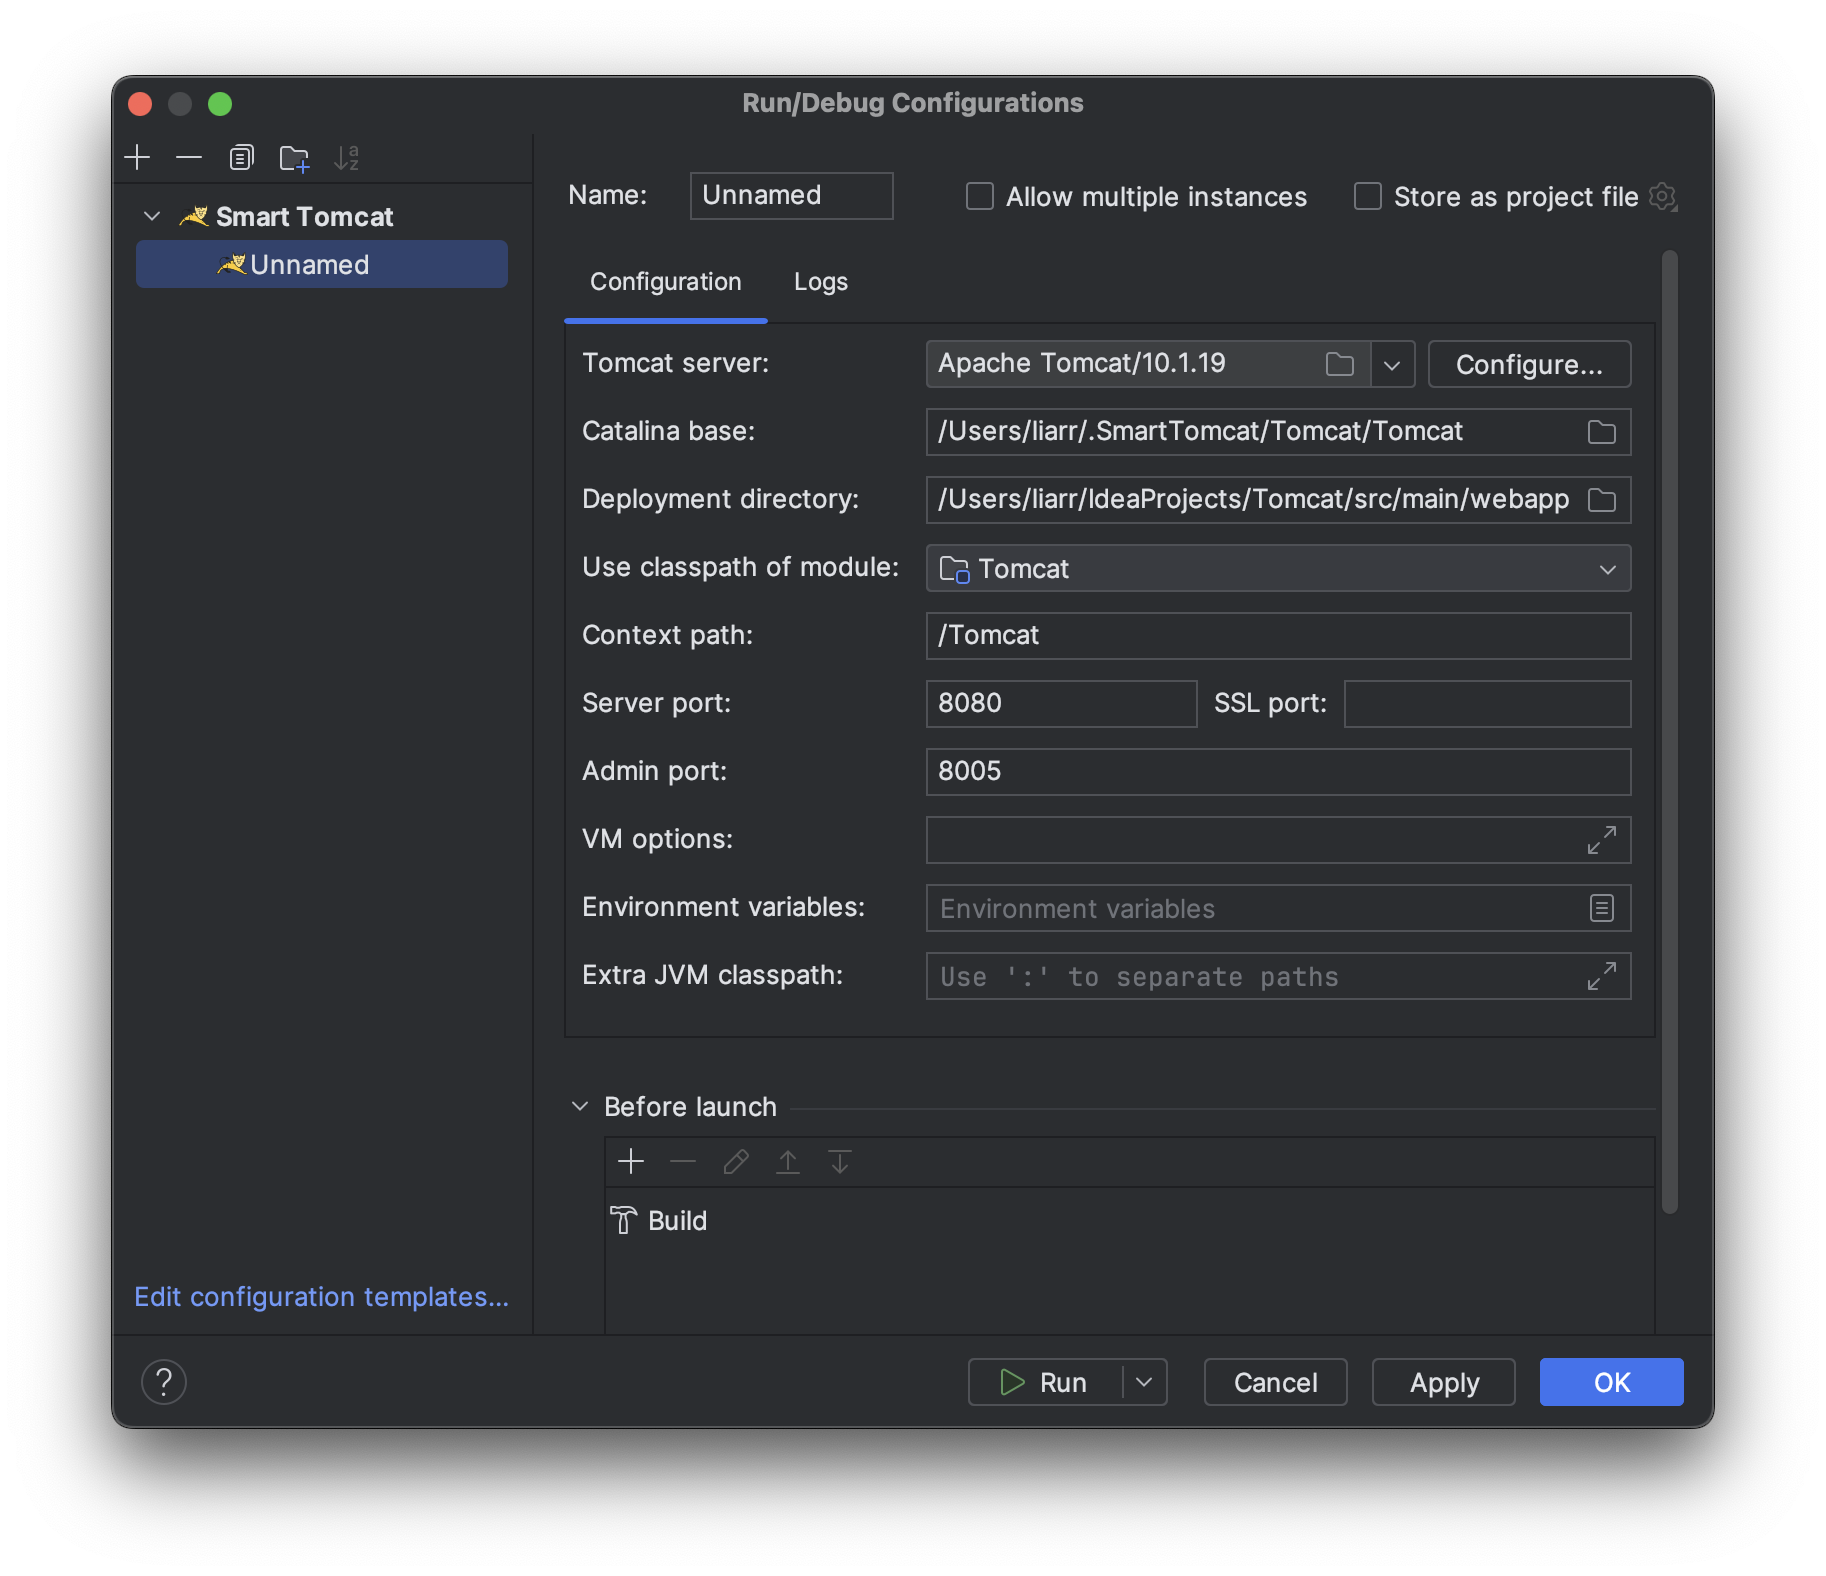 Run/Debug Configurations
Smart Tomcat
Unnamed
Edit configuration templates...
Name: Unnamed Allow multiple instances Store as project file
Configuration Logs
Tomcat server: Apache Tomcat/10.1.19 Configure...
Catalina base: /Users/liarr/.SmartTomcat/Tomcat/Tomcat
Deployment directory: /Users/liarr/IdeaProjects/Tomcat/src/main/webapp
Use classpath of module: Tomcat
Context path: /Tomcat
Server port: 8080 SSL port:
Admin port: 8005
VM options:
Environment variables: Environment variables
Extra JVM classpath: Use ':' to separate paths
Before launch
Build
? Run Cancel Apply OK